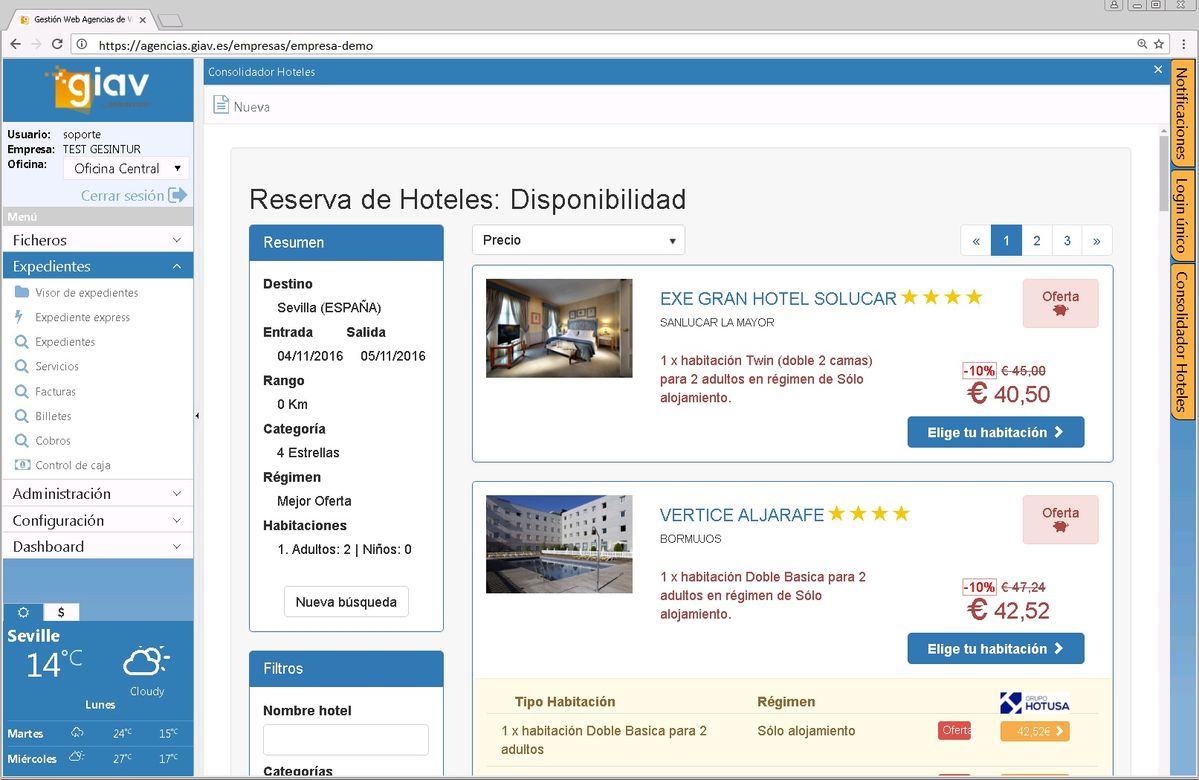 Gestión Web Agencias de Vi
https://agencias.giav.es/empresas/empresa-demo
giav
Usuario: soporte
Empresa: TEST GESINTUR
Oficina: Oficina Central
Cerrar sesión
Menú
Ficheros
Expedientes
Visor de expedientes
Expediente express
Expedientes
Servicios
Facturas
Billetes
Cobros
Control de caja
Administración
Configuración
Dashboard
$
Seville
14°C
Cloudy
Lunes
Martes 24°C 15°C
Miércoles 27°C 17°C
Consolidador Hoteles
Nueva
Reserva de Hoteles: Disponibilidad
Resumen
Destino
Sevilla (ESPAÑA)
Entrada Salida
04/11/2016 05/11/2016
Rango
0 Km
Categoría
4 Estrellas
Régimen
Mejor Oferta
Habitaciones
1. Adultos: 2 | Niños: 0
Nueva búsqueda
Filtros
Nombre hotel
Categorías
Precio
« 1 2 3 »
EXE GRAN HOTEL SOLUCAR
SANLUCAR LA MAYOR
Oferta
1 x habitación Twin (doble 2 camas)
para 2 adultos en régimen de Sólo
alojamiento.
-10% € 45,00
€ 40,50
Elige tu habitación
VERTICE ALJARAFE
BORMUJOS
Oferta
1 x habitación Doble Basica para 2
adultos en régimen de Sólo
alojamiento.
-10% € 47,24
€ 42,52
Elige tu habitación
Tipo Habitación Régimen GRUPO HOTUSA
1 x habitación Doble Basica para 2
adultos
Sólo alojamiento Oferta 42,52€
Notificaciones
Login único
Consolidador Hoteles